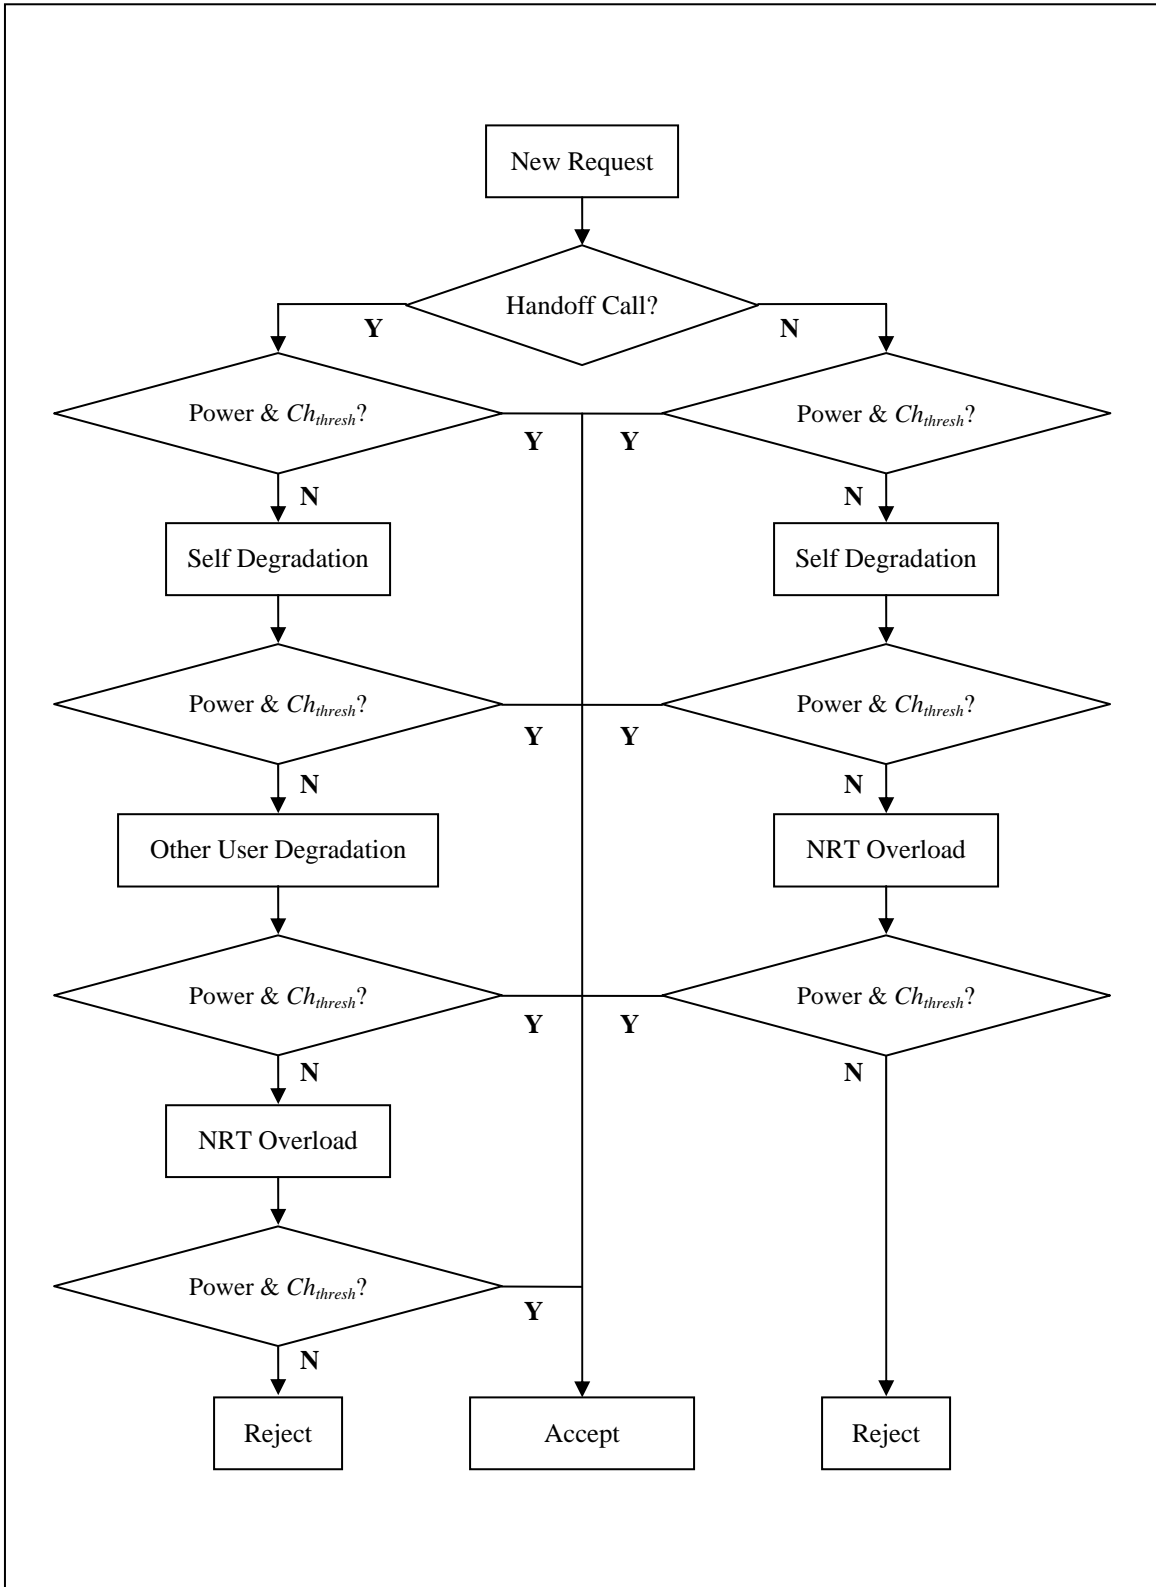 New Request
Handoff Call?
Y
N
Power & Ch_thresh?
Power & Ch_thresh?
Y
Y
N
N
Self Degradation
Self Degradation
Power & Ch_thresh?
Power & Ch_thresh?
Y
Y
N
N
Other User Degradation
NRT Overload
Power & Ch_thresh?
Power & Ch_thresh?
Y
Y
N
N
NRT Overload
Power & Ch_thresh?
Y
N
Reject
Accept
Reject